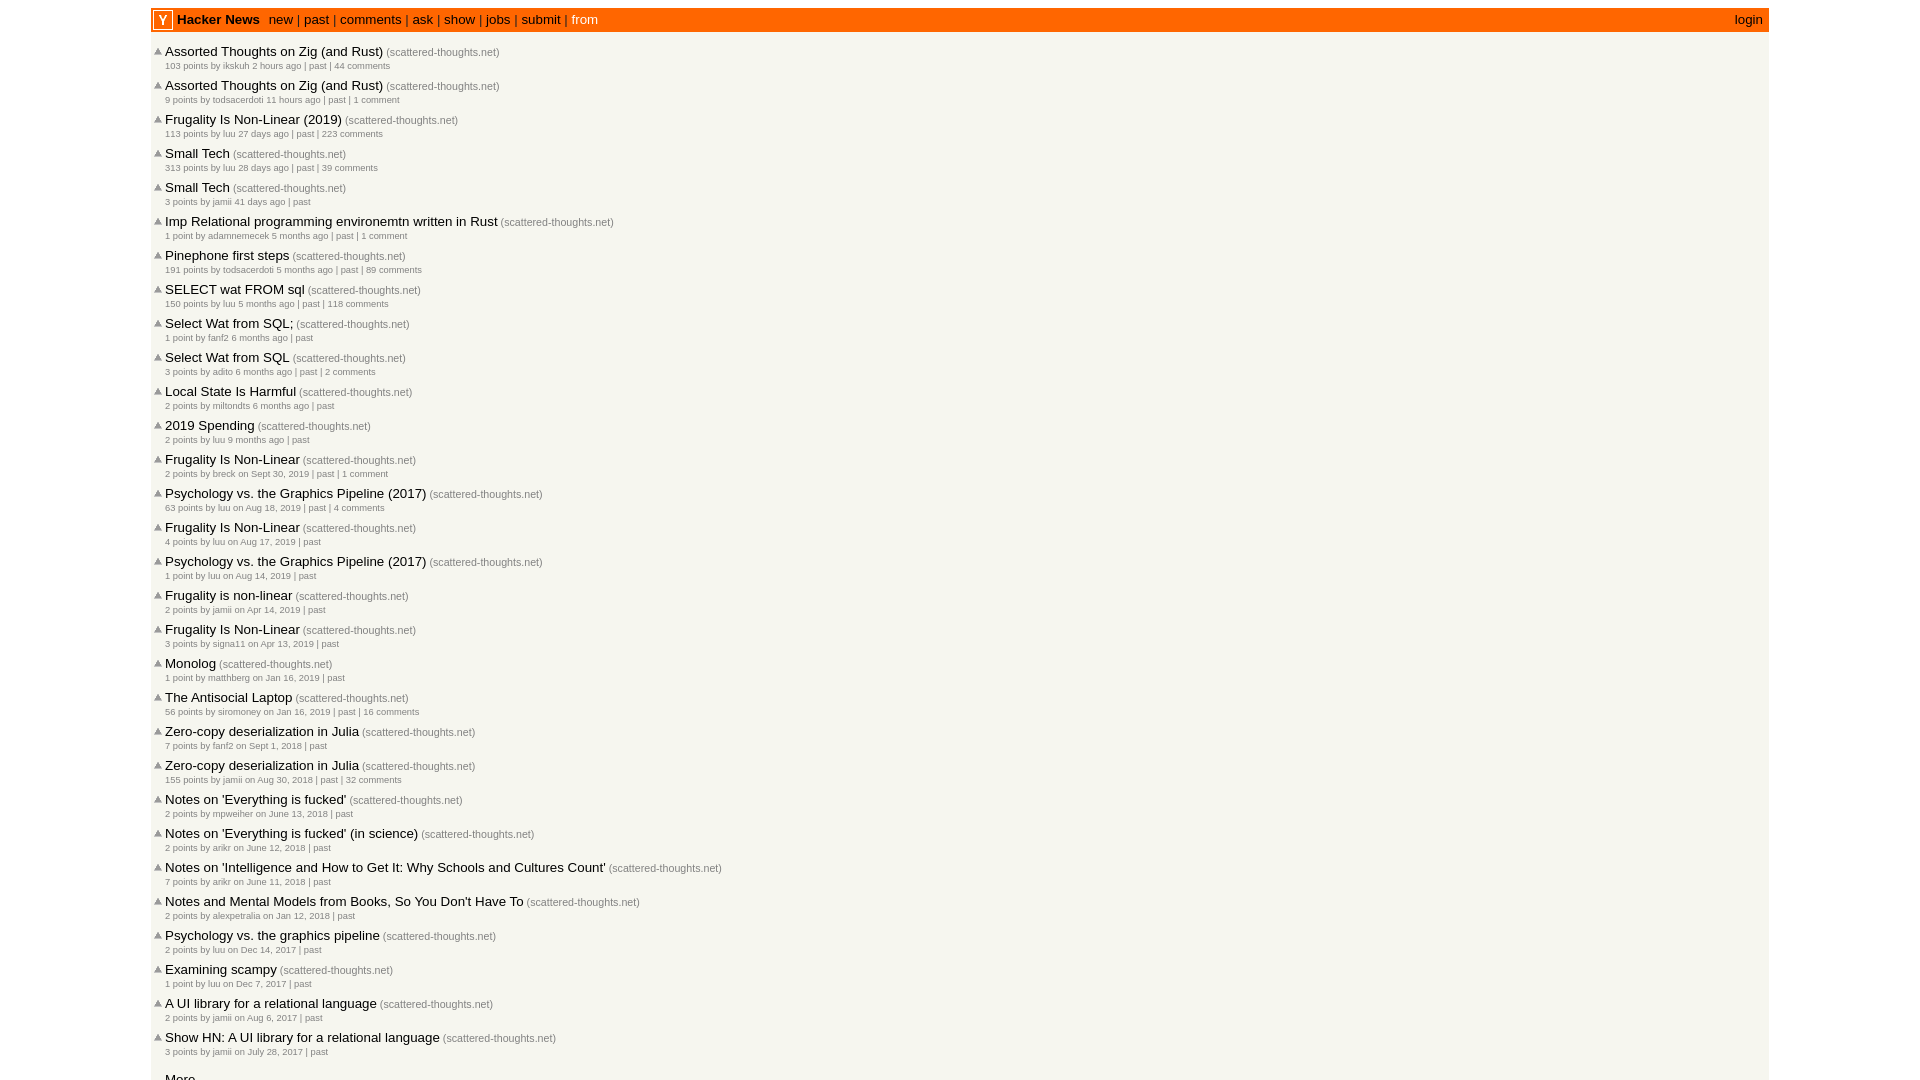 Y Hacker News new | past | comments | ask | show | jobs | submit | from login
Assorted Thoughts on Zig (and Rust) (scattered-thoughts.net)
103 points by ikskuh 2 hours ago | past | 44 comments
Assorted Thoughts on Zig (and Rust) (scattered-thoughts.net)
9 points by todsacerdoti 11 hours ago | past | 1 comment
Frugality Is Non-Linear (2019) (scattered-thoughts.net)
113 points by luu 27 days ago | past | 223 comments
Small Tech (scattered-thoughts.net)
313 points by luu 28 days ago | past | 39 comments
Small Tech (scattered-thoughts.net)
3 points by jamii 41 days ago | past
Imp Relational programming environemtn written in Rust (scattered-thoughts.net)
1 point by adamnemecek 5 months ago | past | 1 comment
Pinephone first steps (scattered-thoughts.net)
191 points by todsacerdoti 5 months ago | past | 89 comments
SELECT wat FROM sql (scattered-thoughts.net)
150 points by luu 5 months ago | past | 118 comments
Select Wat from SQL; (scattered-thoughts.net)
1 point by fanf2 6 months ago | past
Select Wat from SQL (scattered-thoughts.net)
3 points by adito 6 months ago | past | 2 comments
Local State Is Harmful (scattered-thoughts.net)
2 points by miltondts 6 months ago | past
2019 Spending (scattered-thoughts.net)
2 points by luu 9 months ago | past
Frugality Is Non-Linear (scattered-thoughts.net)
2 points by breck on Sept 30, 2019 | past | 1 comment
Psychology vs. the Graphics Pipeline (2017) (scattered-thoughts.net)
63 points by luu on Aug 18, 2019 | past | 4 comments
Frugality Is Non-Linear (scattered-thoughts.net)
4 points by luu on Aug 17, 2019 | past
Psychology vs. the Graphics Pipeline (2017) (scattered-thoughts.net)
1 point by luu on Aug 14, 2019 | past
Frugality is non-linear (scattered-thoughts.net)
2 points by jamii on Apr 14, 2019 | past
Frugality Is Non-Linear (scattered-thoughts.net)
3 points by signa11 on Apr 13, 2019 | past
Monolog (scattered-thoughts.net)
1 point by matthberg on Jan 16, 2019 | past
The Antisocial Laptop (scattered-thoughts.net)
56 points by siromoney on Jan 16, 2019 | past | 16 comments
Zero-copy deserialization in Julia (scattered-thoughts.net)
7 points by fanf2 on Sept 1, 2018 | past
Zero-copy deserialization in Julia (scattered-thoughts.net)
155 points by jamii on Aug 30, 2018 | past | 32 comments
Notes on 'Everything is fucked' (scattered-thoughts.net)
2 points by mpweiher on June 13, 2018 | past
Notes on 'Everything is fucked' (in science) (scattered-thoughts.net)
2 points by arikr on June 12, 2018 | past
Notes on 'Intelligence and How to Get It: Why Schools and Cultures Count' (scattered-thoughts.net)
7 points by arikr on June 11, 2018 | past
Notes and Mental Models from Books, So You Don't Have To (scattered-thoughts.net)
2 points by alexpetralia on Jan 12, 2018 | past
Psychology vs. the graphics pipeline (scattered-thoughts.net)
2 points by luu on Dec 14, 2017 | past
Examining scampy (scattered-thoughts.net)
1 point by luu on Dec 7, 2017 | past
A UI library for a relational language (scattered-thoughts.net)
2 points by jamii on Aug 6, 2017 | past
Show HN: A UI library for a relational language (scattered-thoughts.net)
3 points by jamii on July 28, 2017 | past
More